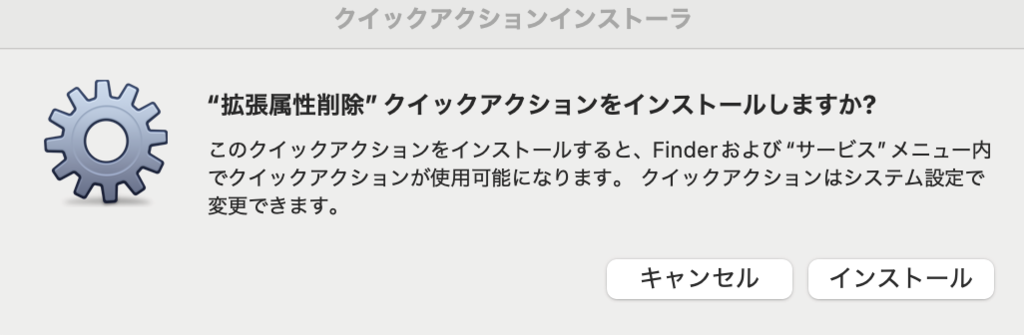 クイックアクションインストーラ
“拡張属性削除” クイックアクションをインストールしますか?
このクイックアクションをインストールすると、Finderおよび“サービス” メニュー内
でクイックアクションが使用可能になります。 クイックアクションはシステム設定で
変更できます。
キャンセル
インストール